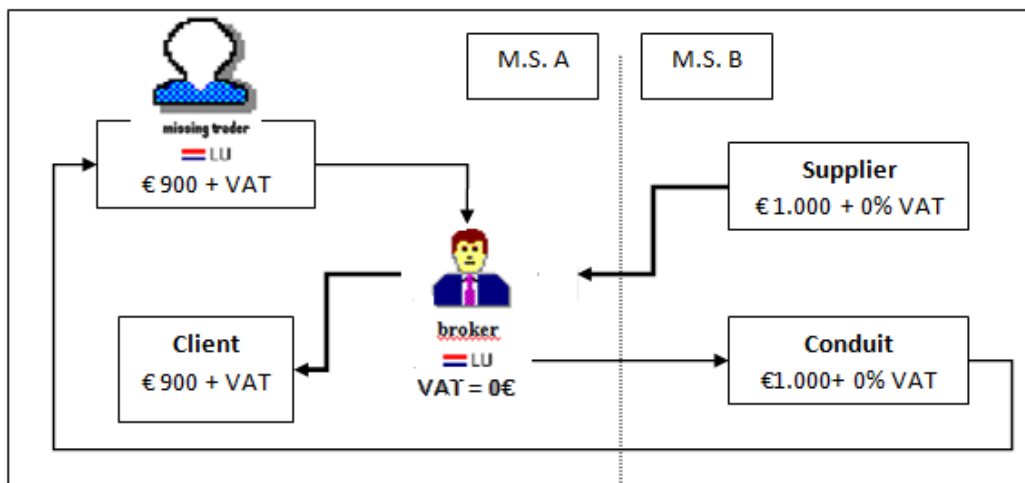 M.S. A
M.S. B
missing trader
LU
€ 900 + VAT
Supplier
€ 1.000 + 0% VAT
broker
LU
VAT = 0€
Client
€ 900 + VAT
Conduit
€1.000+ 0% VAT